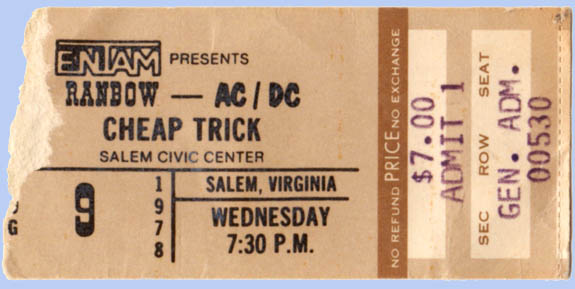 ENTAM PRESENTS
RANBOW — AC/DC
CHEAP TRICK
SALEM CIVIC CENTER
G
9
1978
SALEM, VIRGINIA
WEDNESDAY
7:30 P.M.
NO REFUND PRICE NO EXCHANGE
$7.00
ADMIT 1
SEC ROW SEAT
GEN. ADM.
00530